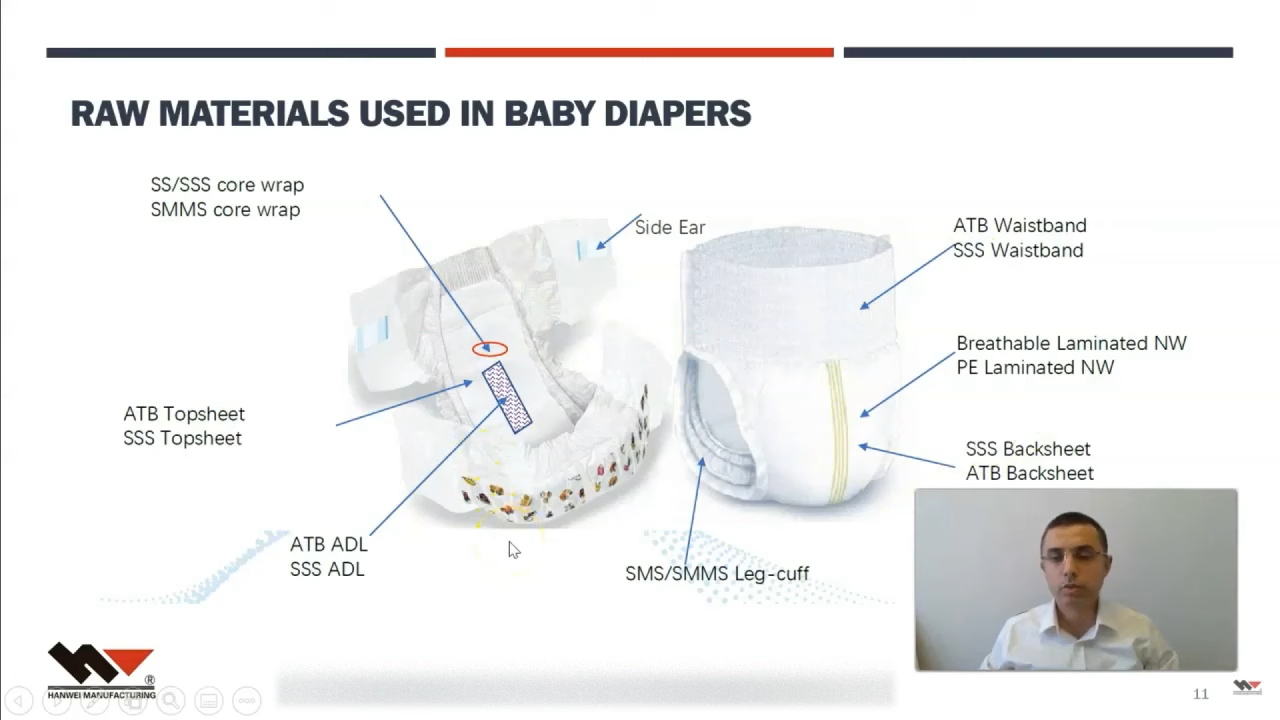 RAW MATERIALS USED IN BABY DIAPERS
SS/SSS core wrap
SMMS core wrap
Side Ear
ATB Waistband
SSS Waistband
Breathable Laminated NW
PE Laminated NW
ATB Topsheet
SSS Topsheet
SSS Backsheet
ATB Backsheet
ATB ADL
SSS ADL
SMS/SMMS Leg-cuff
®
HANWEI MANUFACTURING
11